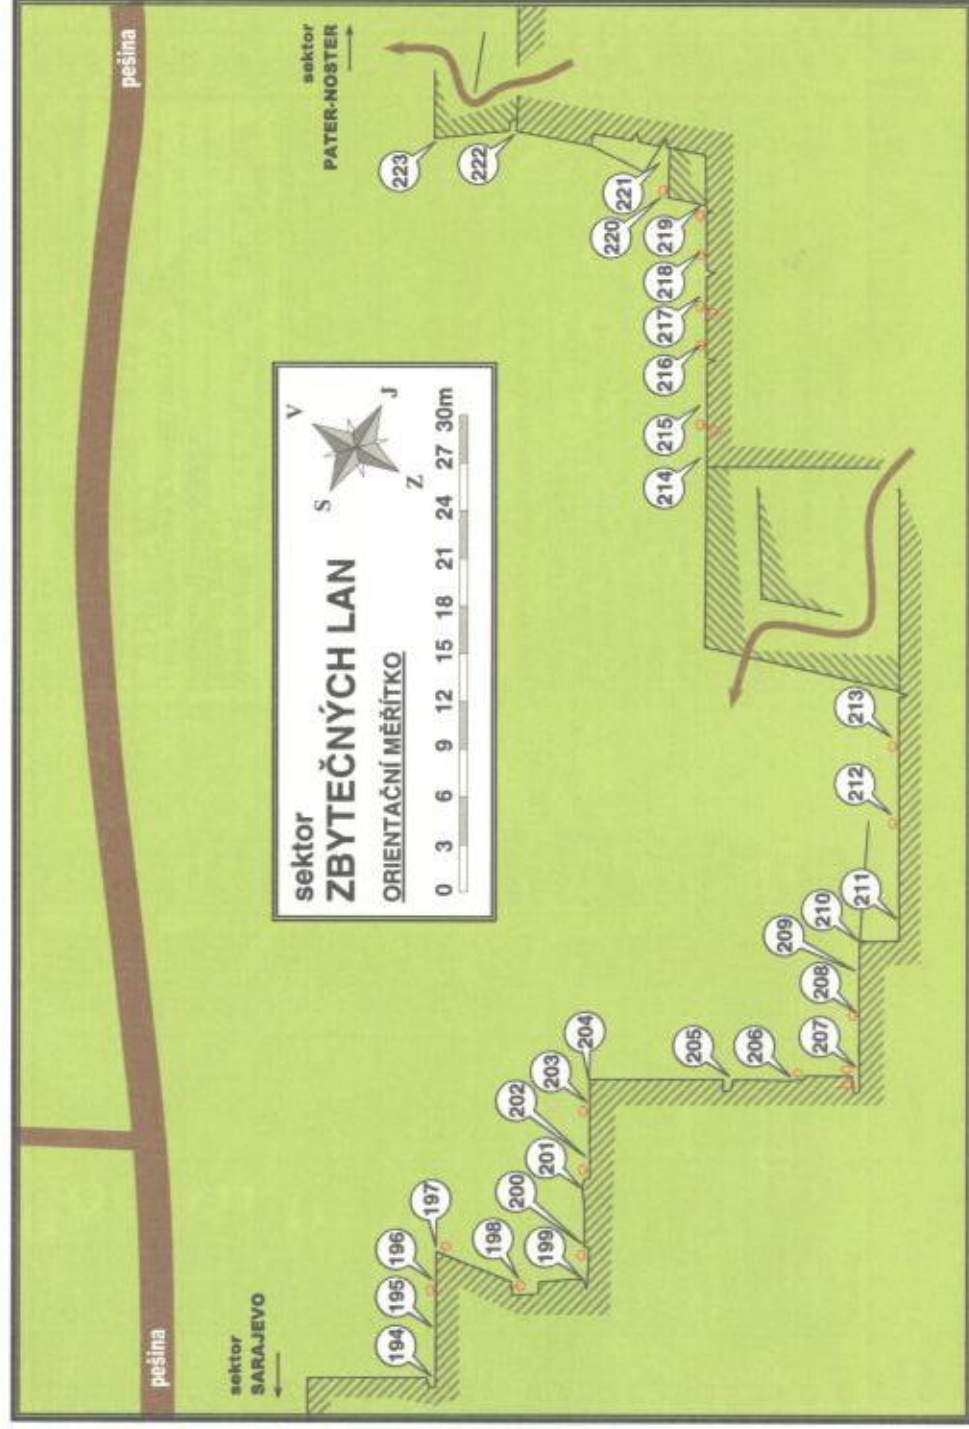 pešina
sektor
SARAJEVO
194
195
196
197
198
199
200
201
202
203
204
205
206
207
208
209
210
211
212
213
sektor
ZBYTEČNÝCH LAN
ORIENTAČNÍ MĚŘÍTKO
0 3 6 9 12 15 18 21 24 27 30m
S
V
Z
J
214
215
216
217
218
219
220
221
222
223
sektor
PATER-NOSTER
pešina